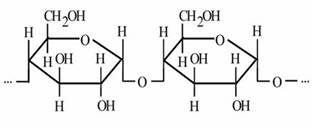 CH₂OH CH₂OH
H O H H O H
H OH H H OH H
... O O ...
H OH H OH